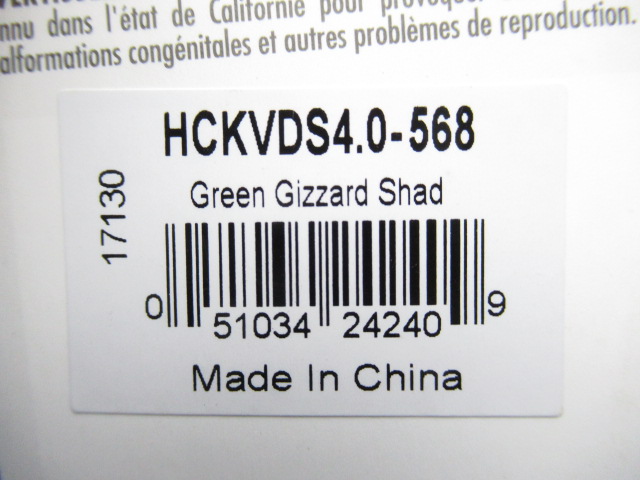 nnu dans l'état de Californie pour provoquer
alformations congénitales et autres problèmes de reproduction.
HCKVDS4.0-568
17130
Green Gizzard Shad
0 51034 24240 9
Made In China